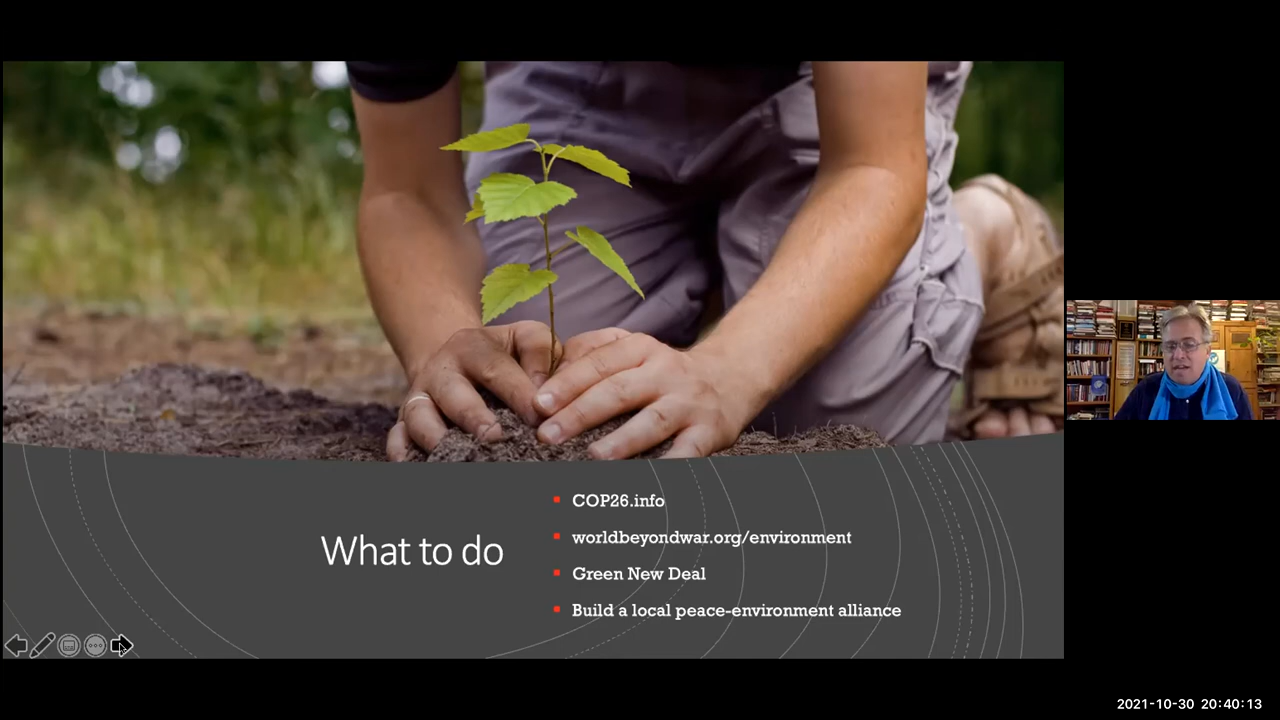 What to do
COP26.info
worldbeyondwar.org/environment
Green New Deal
Build a local peace-environment alliance
2021-10-30 20:40:13